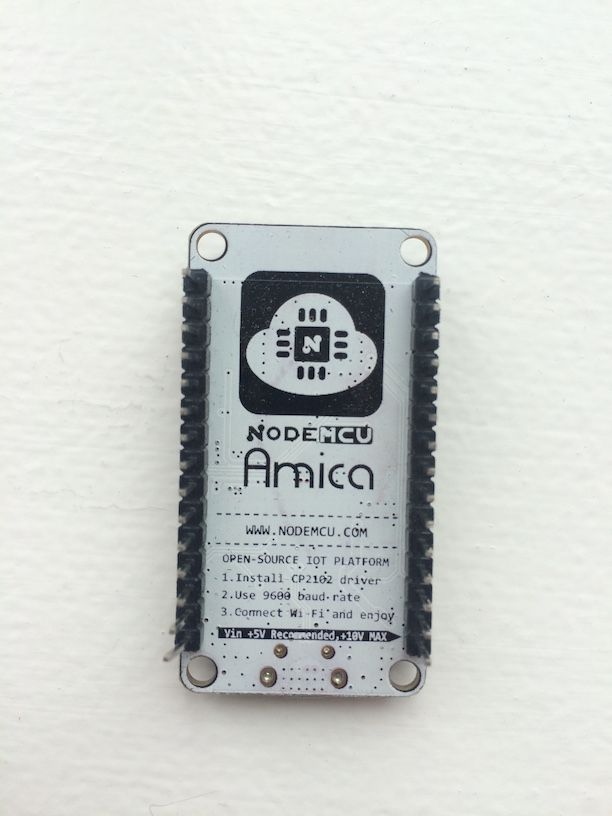 N
NODEMCU
Amica
WWW.NODEMCU.COM
OPEN-SOURCE IOT PLATFORM
1.Install CP2102 driver
2.Use 9600 baud-rate
3.Connect Wi-Fi and enjoy
Vin +5V Recommended,+10V MAX